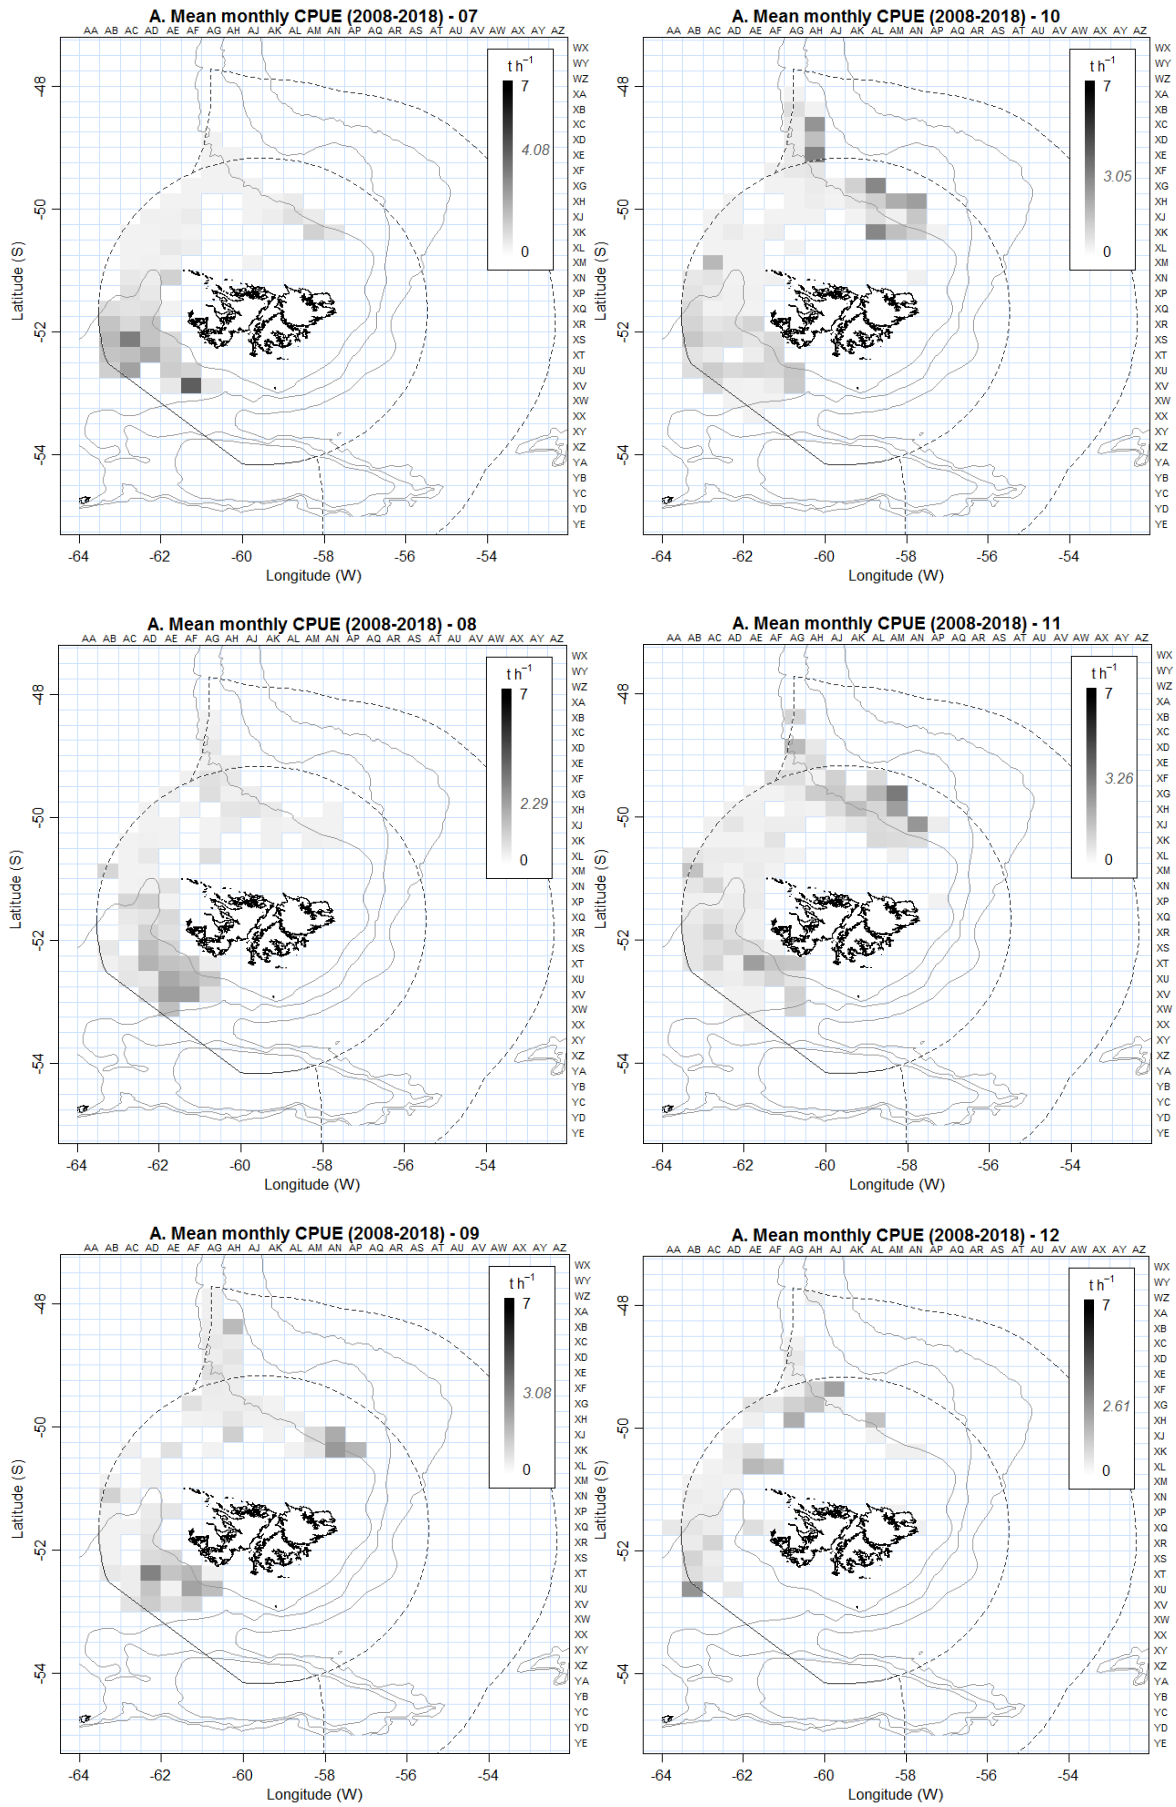 A. Mean monthly CPUE (2008-2018) - 07
AA AB AC AD AE AF AG AH AJ AK AL AM AN AP AQ AR AS AT AU AV AW AX AY AZ
t h⁻¹
7
4.08
0
WX
WY
WZ
XA
XB
XC
XD
XE
XF
XG
XH
XJ
XK
XL
XM
XN
XP
XQ
XR
XS
XT
XU
XV
XW
XX
XY
XZ
YA
YB
YC
YD
YE
-48
-50
-52
-54
Latitude (S)
-64 -62 -60 -58 -56 -54
Longitude (W)
A. Mean monthly CPUE (2008-2018) - 10
AA AB AC AD AE AF AG AH AJ AK AL AM AN AP AQ AR AS AT AU AV AW AX AY AZ
t h⁻¹
7
3.05
0
WX
WY
WZ
XA
XB
XC
XD
XE
XF
XG
XH
XJ
XK
XL
XM
XN
XP
XQ
XR
XS
XT
XU
XV
XW
XX
XY
XZ
YA
YB
YC
YD
YE
-48
-50
-52
-54
Latitude (S)
-64 -62 -60 -58 -56 -54
Longitude (W)
A. Mean monthly CPUE (2008-2018) - 08
AA AB AC AD AE AF AG AH AJ AK AL AM AN AP AQ AR AS AT AU AV AW AX AY AZ
t h⁻¹
7
2.29
0
WX
WY
WZ
XA
XB
XC
XD
XE
XF
XG
XH
XJ
XK
XL
XM
XN
XP
XQ
XR
XS
XT
XU
XV
XW
XX
XY
XZ
YA
YB
YC
YD
YE
-48
-50
-52
-54
Latitude (S)
-64 -62 -60 -58 -56 -54
Longitude (W)
A. Mean monthly CPUE (2008-2018) - 11
AA AB AC AD AE AF AG AH AJ AK AL AM AN AP AQ AR AS AT AU AV AW AX AY AZ
t h⁻¹
7
3.26
0
WX
WY
WZ
XA
XB
XC
XD
XE
XF
XG
XH
XJ
XK
XL
XM
XN
XP
XQ
XR
XS
XT
XU
XV
XW
XX
XY
XZ
YA
YB
YC
YD
YE
-48
-50
-52
-54
Latitude (S)
-64 -62 -60 -58 -56 -54
Longitude (W)
A. Mean monthly CPUE (2008-2018) - 09
AA AB AC AD AE AF AG AH AJ AK AL AM AN AP AQ AR AS AT AU AV AW AX AY AZ
t h⁻¹
7
3.08
0
WX
WY
WZ
XA
XB
XC
XD
XE
XF
XG
XH
XJ
XK
XL
XM
XN
XP
XQ
XR
XS
XT
XU
XV
XW
XX
XY
XZ
YA
YB
YC
YD
YE
-48
-50
-52
-54
Latitude (S)
-64 -62 -60 -58 -56 -54
Longitude (W)
A. Mean monthly CPUE (2008-2018) - 12
AA AB AC AD AE AF AG AH AJ AK AL AM AN AP AQ AR AS AT AU AV AW AX AY AZ
t h⁻¹
7
2.61
0
WX
WY
WZ
XA
XB
XC
XD
XE
XF
XG
XH
XJ
XK
XL
XM
XN
XP
XQ
XR
XS
XT
XU
XV
XW
XX
XY
XZ
YA
YB
YC
YD
YE
-48
-50
-52
-54
Latitude (S)
-64 -62 -60 -58 -56 -54
Longitude (W)